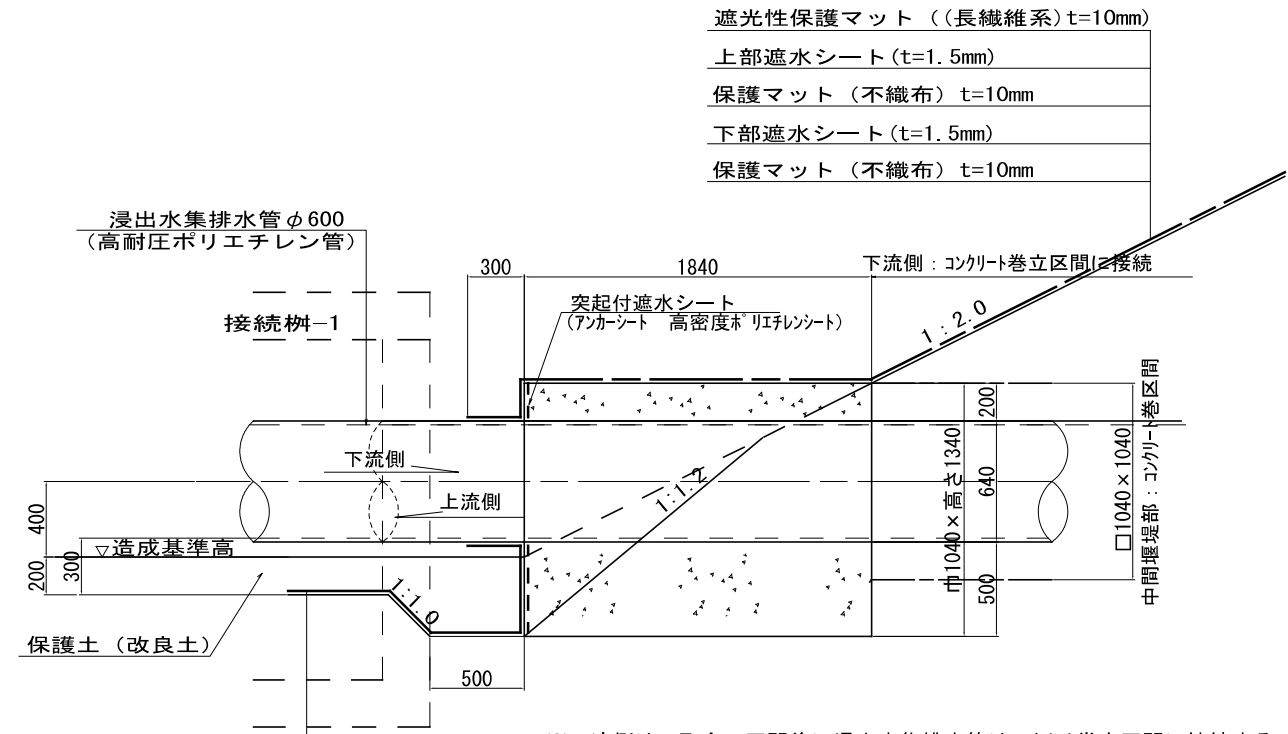 遮光性保護マット ((長繊維系)t=10mm)
上部遮水シート(t=1.5mm)
保護マット (不織布) t=10mm
下部遮水シート(t=1.5mm)
保護マット (不織布) t=10mm
浸出水集排水管φ600
(高耐圧ポリエチレン管)
300
1840
下流側：コンクリート巻立区間に接続
接続桝-1
突起付遮水シート
(アンカーシート 高密度ポリエチレンシート)
1:2.0
下流側
上流側
1:1.2
400
200
300
▽造成基準高
1:1.0
保護土 (改良土)
500
200
640
500
巾1040×高さ1340
□1040×1040
中間堰堤部：コンクリート巻区間